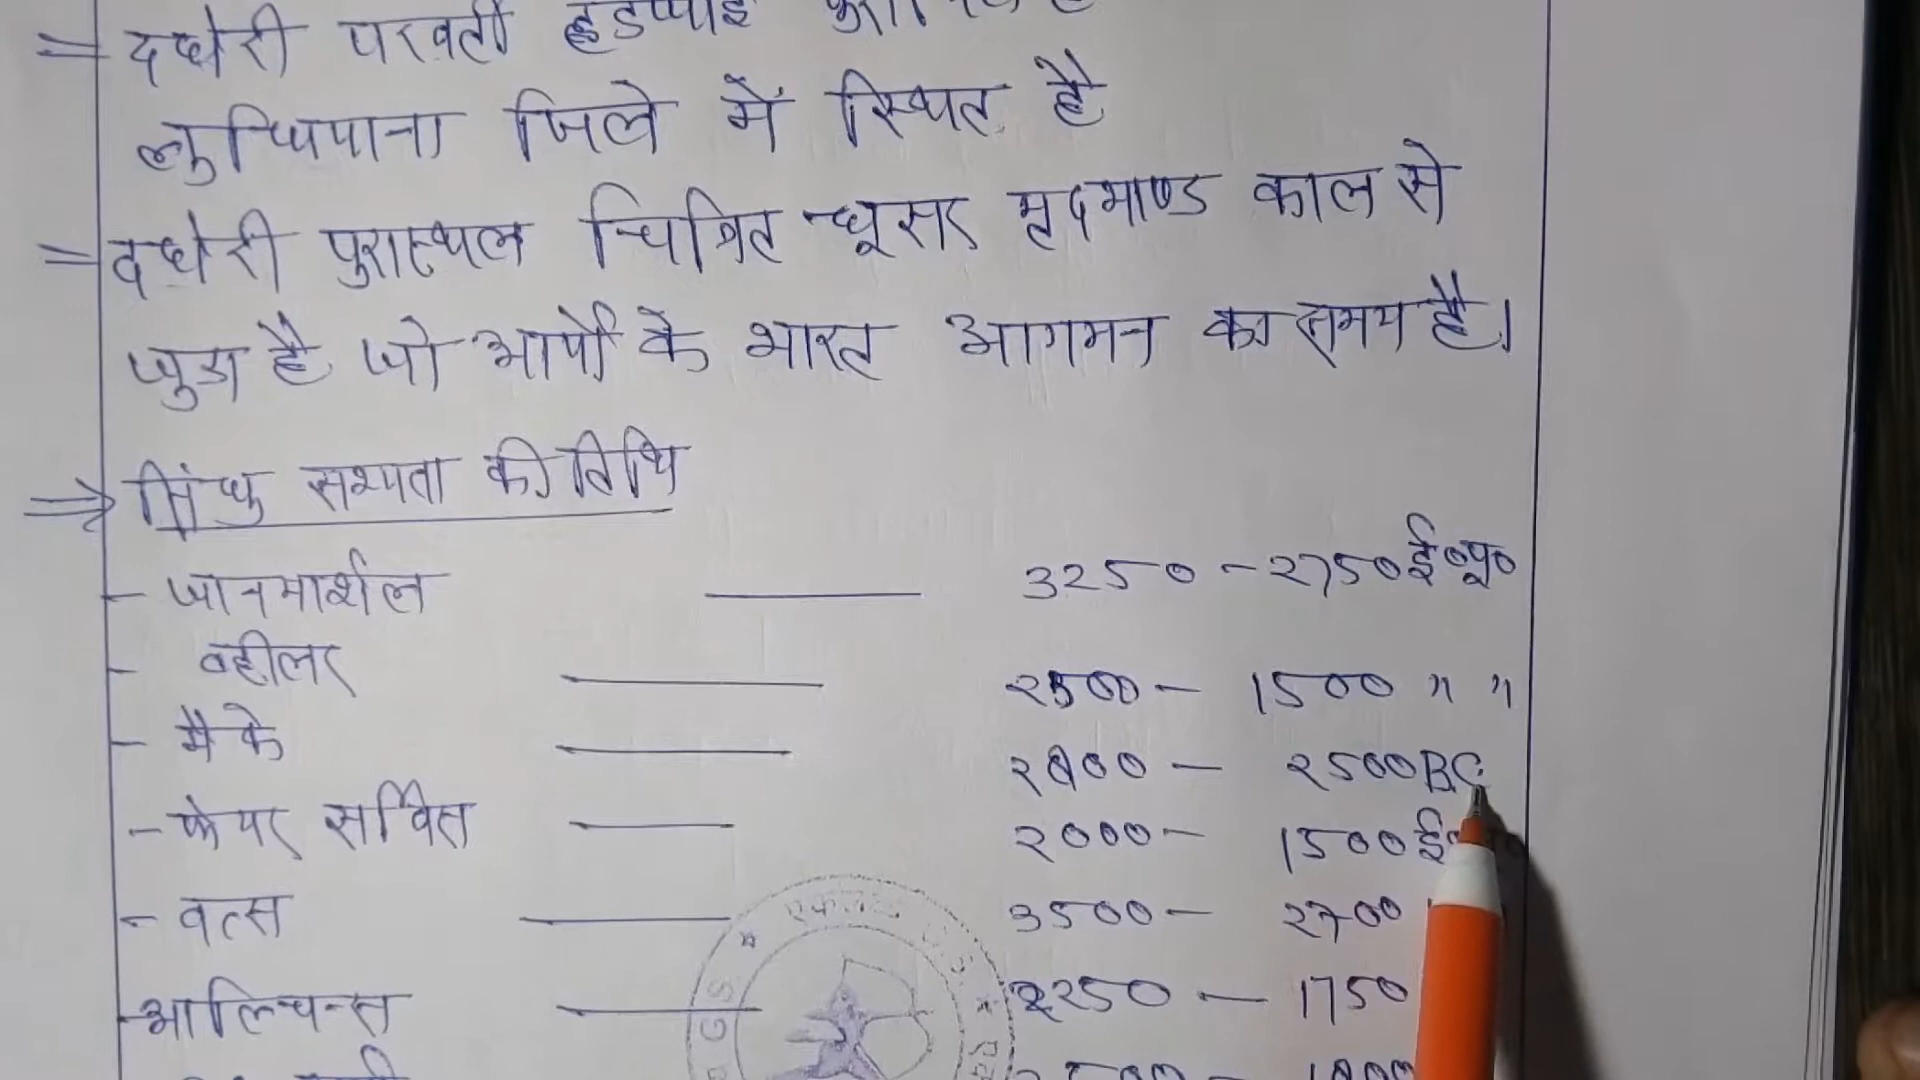 ⇒ दधेरी परवर्ती हडप्पाई
लुधियाना जिले में स्थित है
= दधेरी पुरास्थल चित्रित धूसर मृदभाण्ड काल से
जुडा है जो आर्यों के भारत आगमन का समय है।
⇒ सिंधु सभ्यता की तिथि
- जानमार्शल — 3250 - 2750 ई०पू०
- व्हीलर — 2500 - 1500 " "
- मैके — 2800 - 2500 BC
- फेयर सर्विस — 2000 - 1500 ई०
- वत्स — 3500 - 2700
- आल्चिन्स — 2250 - 1750